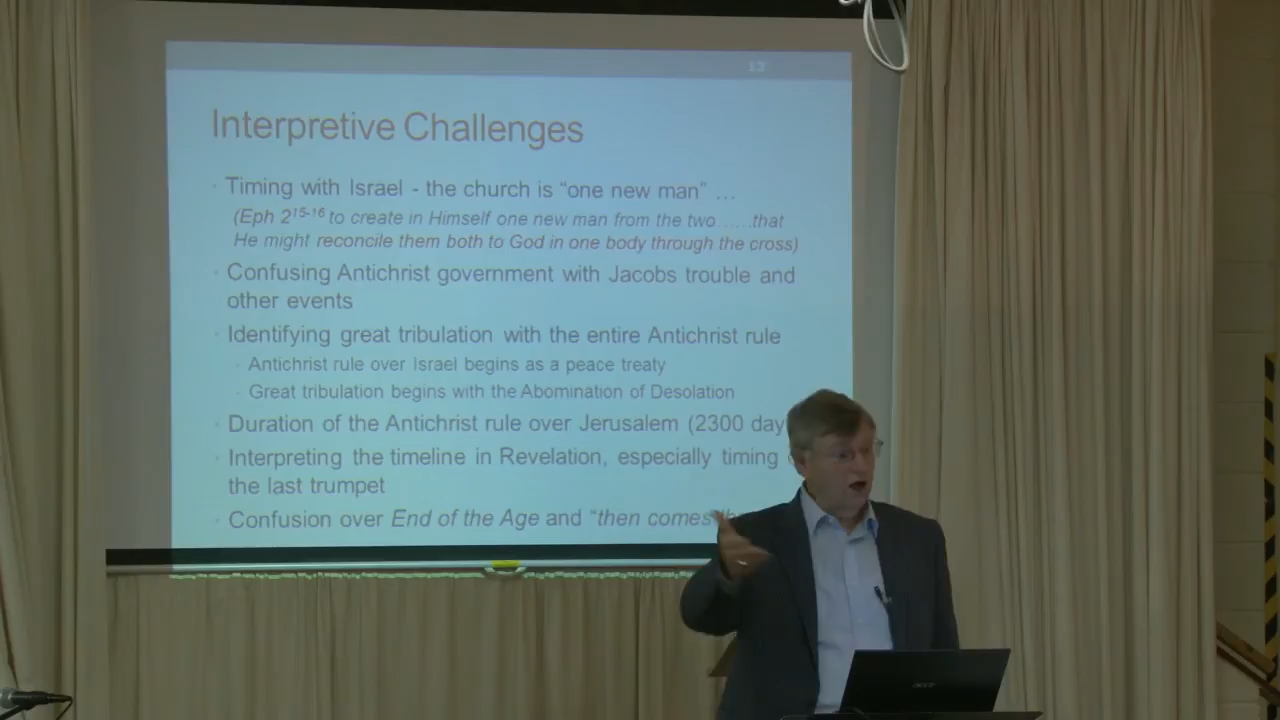 13
Interpretive Challenges
· Timing with Israel - the church is “one new man” …
(Eph 2¹⁵⁻¹⁶ to create in Himself one new man from the two……that
He might reconcile them both to God in one body through the cross)
· Confusing Antichrist government with Jacobs trouble and
other events
· Identifying great tribulation with the entire Antichrist rule
· Antichrist rule over Israel begins as a peace treaty
· Great tribulation begins with the Abomination of Desolation
· Duration of the Antichrist rule over Jerusalem (2300 day
· Interpreting the timeline in Revelation, especially timing
the last trumpet
· Confusion over End of the Age and “then comes
acer